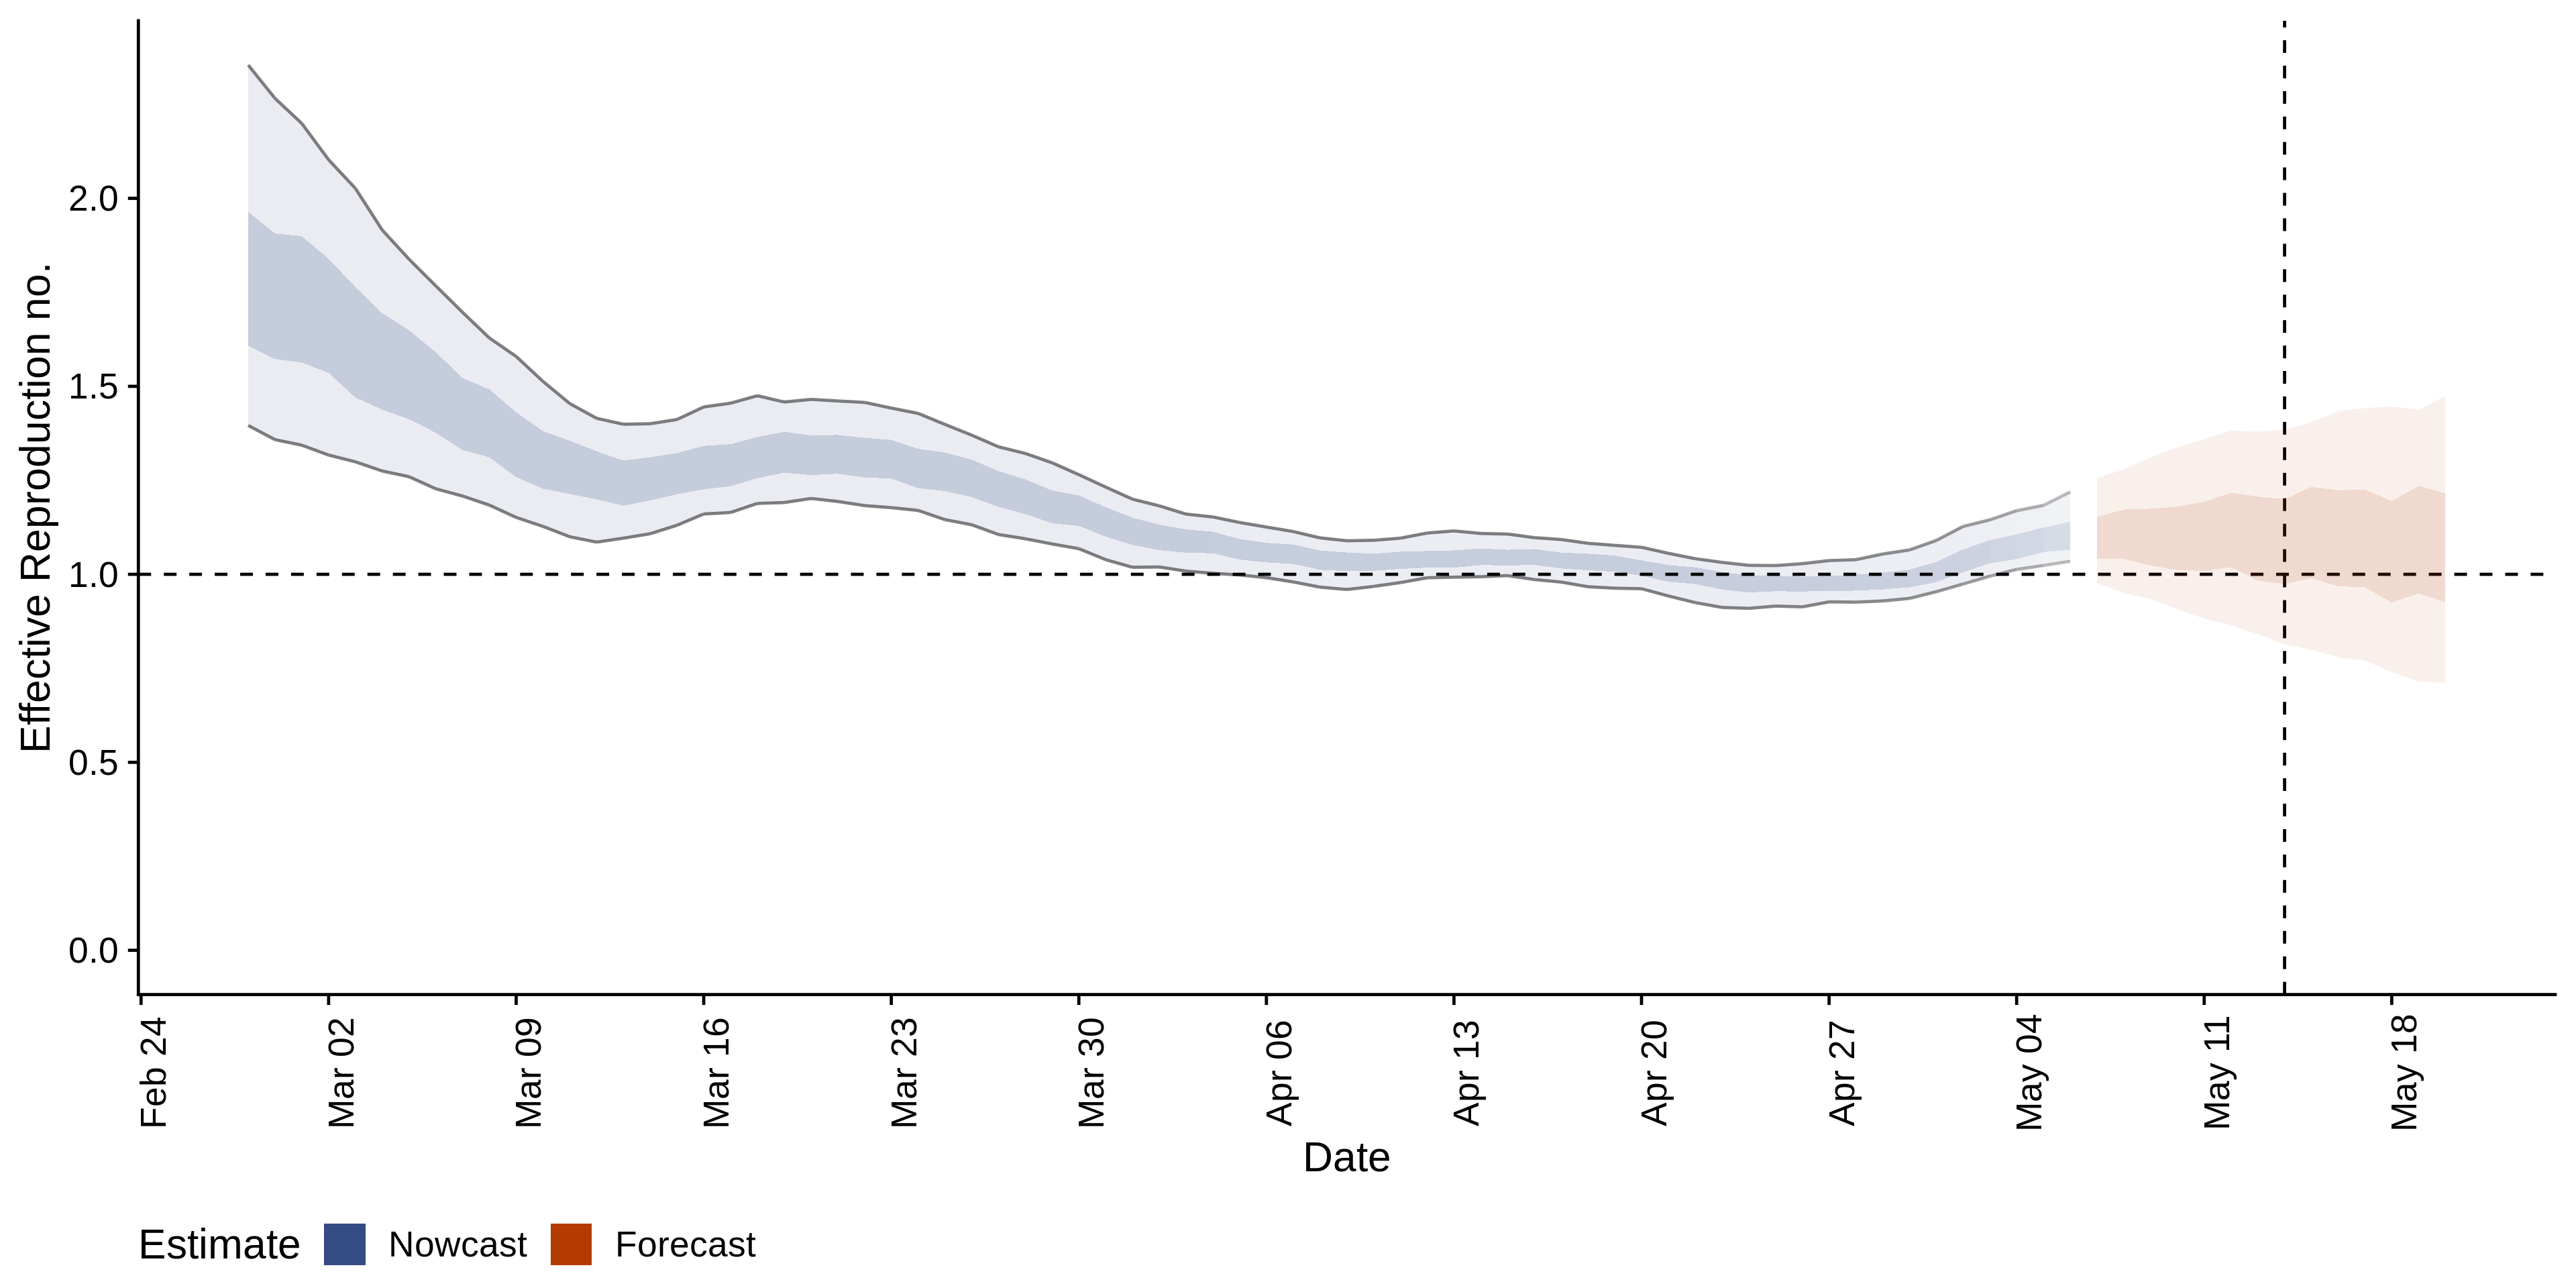 Effective Reproduction no.
2.0
1.5
1.0
0.5
0.0
Feb 24
Mar 02
Mar 09
Mar 16
Mar 23
Mar 30
Apr 06
Apr 13
Apr 20
Apr 27
May 04
May 11
May 18
Date
Estimate Nowcast Forecast